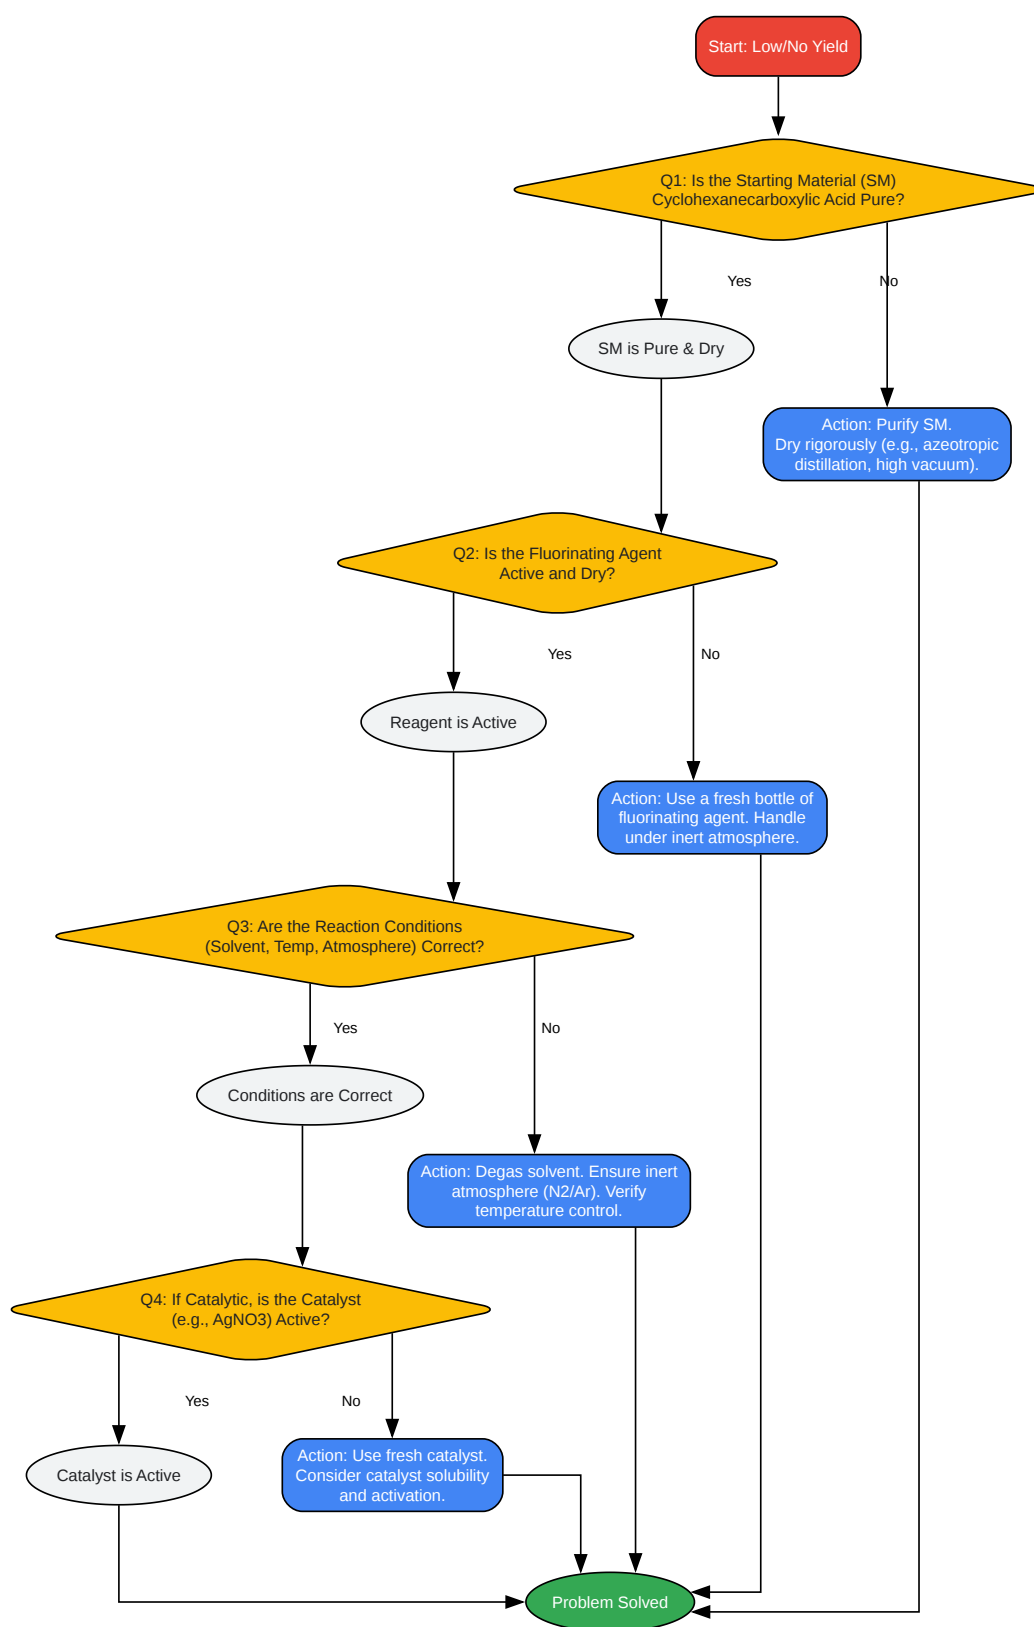 Start: Low/No Yield
Q1: Is the Starting Material (SM)
Cyclohexanecarboxylic Acid Pure?
Yes
No
SM is Pure & Dry
Action: Purify SM.
Dry rigorously (e.g., azeotropic
distillation, high vacuum).
Q2: Is the Fluorinating Agent
Active and Dry?
Yes
No
Reagent is Active
Action: Use a fresh bottle of
fluorinating agent. Handle
under inert atmosphere.
Q3: Are the Reaction Conditions
(Solvent, Temp, Atmosphere) Correct?
Yes
No
Conditions are Correct
Action: Degas solvent. Ensure inert
atmosphere (N2/Ar). Verify
temperature control.
Q4: If Catalytic, is the Catalyst
(e.g., AgNO3) Active?
Yes
No
Catalyst is Active
Action: Use fresh catalyst.
Consider catalyst solubility
and activation.
Problem Solved